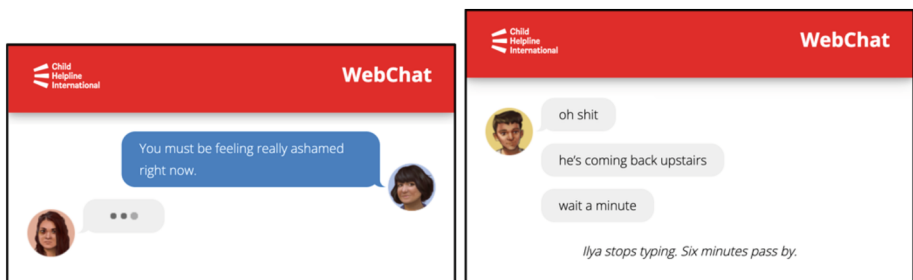 Child
Helpline
International
WebChat
You must be feeling really ashamed
right now.
Child
Helpline
International
WebChat
oh shit
he's coming back upstairs
wait a minute
Ilya stops typing. Six minutes pass by.